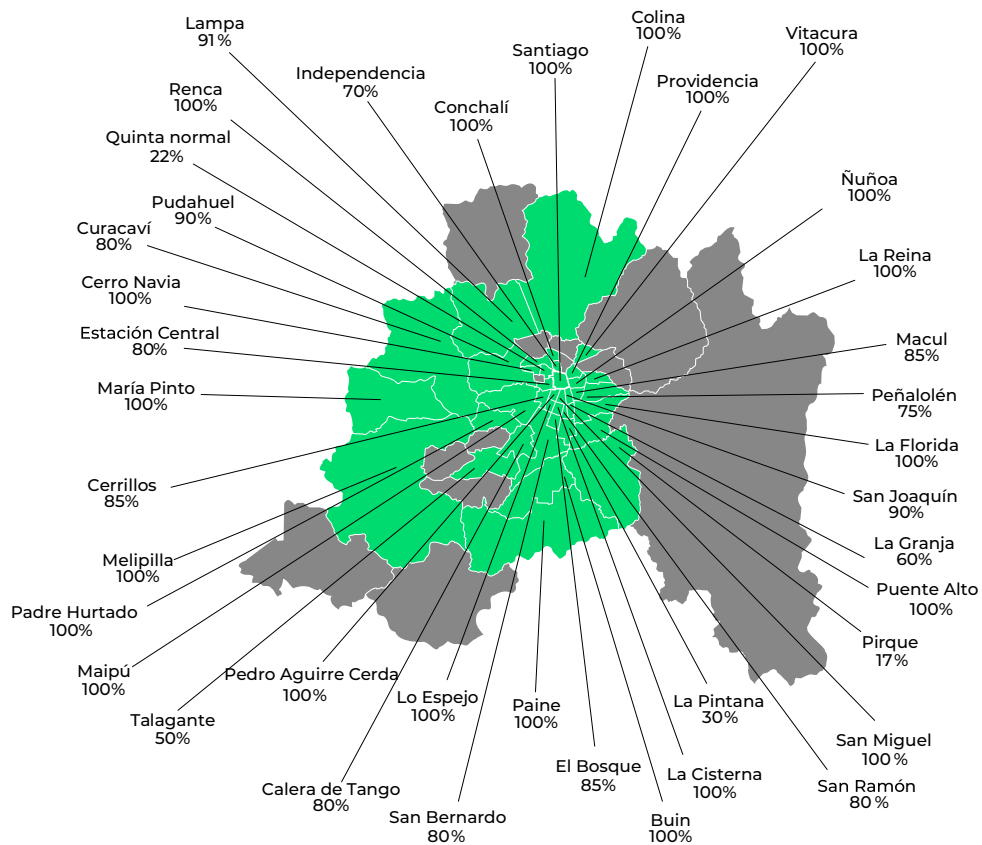 Lampa
91%
Colina
100%
Vitacura
100%
Santiago
100%
Independencia
70%
Providencia
100%
Renca
100%
Conchalí
100%
Quinta normal
22%
Ñuñoa
100%
Pudahuel
90%
Curacaví
80%
La Reina
100%
Cerro Navia
100%
Estación Central
80%
Macul
85%
María Pinto
100%
Peñalolén
75%
La Florida
100%
Cerrillos
85%
San Joaquín
90%
La Granja
60%
Melipilla
100%
Puente Alto
100%
Padre Hurtado
100%
Pirque
17%
Maipú
100%
Pedro Aguirre Cerda
100%
Lo Espejo
100%
Paine
100%
La Pintana
30%
Talagante
50%
San Miguel
100%
El Bosque
85%
La Cisterna
100%
San Ramón
80%
Calera de Tango
80%
San Bernardo
80%
Buin
100%